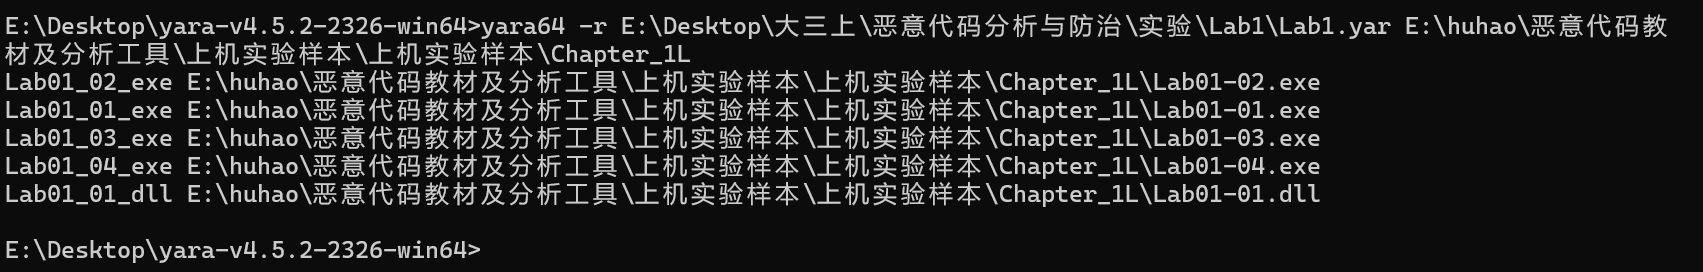 E:\Desktop\yara-v4.5.2-2326-win64>yara64 -r E:\Desktop\大三上\恶意代码分析与防治\实验\Lab1\Lab1.yar E:\huhao\恶意代码教
材及分析工具\上机实验样本\上机实验样本\Chapter_1L
Lab01_02_exe E:\huhao\恶意代码教材及分析工具\上机实验样本\上机实验样本\Chapter_1L\Lab01-02.exe
Lab01_01_exe E:\huhao\恶意代码教材及分析工具\上机实验样本\上机实验样本\Chapter_1L\Lab01-01.exe
Lab01_03_exe E:\huhao\恶意代码教材及分析工具\上机实验样本\上机实验样本\Chapter_1L\Lab01-03.exe
Lab01_04_exe E:\huhao\恶意代码教材及分析工具\上机实验样本\上机实验样本\Chapter_1L\Lab01-04.exe
Lab01_01_dll E:\huhao\恶意代码教材及分析工具\上机实验样本\上机实验样本\Chapter_1L\Lab01-01.dll
E:\Desktop\yara-v4.5.2-2326-win64>